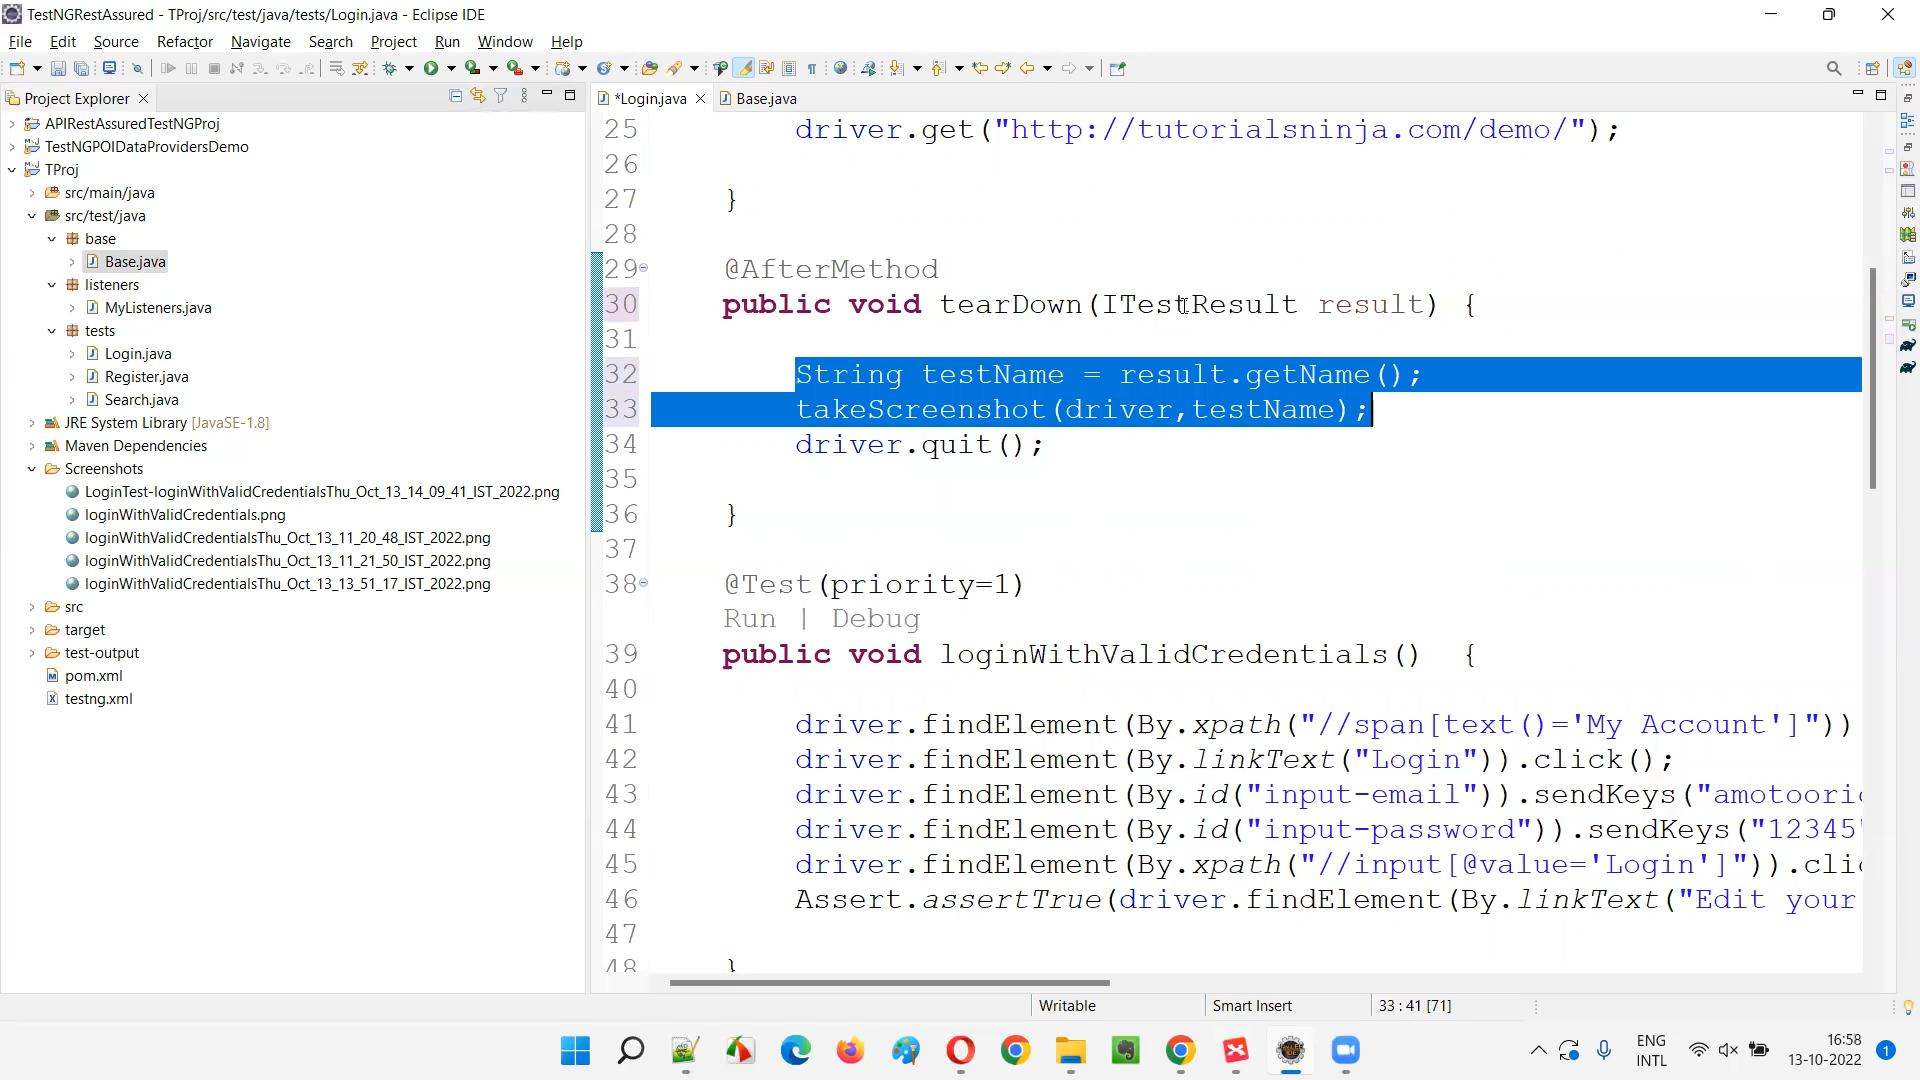 TestNGRestAssured - TProj/src/test/java/tests/Login.java - Eclipse IDE
File Edit Source Refactor Navigate Search Project Run Window Help
Project Explorer
APIRestAssuredTestNGProj
TestNGPOIDataProvidersDemo
TProj
src/main/java
src/test/java
base
Base.java
listeners
MyListeners.java
tests
Login.java
Register.java
Search.java
JRE System Library [JavaSE-1.8]
Maven Dependencies
Screenshots
LoginTest-loginWithValidCredentialsThu_Oct_13_14_09_41_IST_2022.png
loginWithValidCredentials.png
loginWithValidCredentialsThu_Oct_13_11_20_48_IST_2022.png
loginWithValidCredentialsThu_Oct_13_11_21_50_IST_2022.png
loginWithValidCredentialsThu_Oct_13_13_51_17_IST_2022.png
src
target
test-output
pom.xml
testng.xml
*Login.java Base.java
25 driver.get("http://tutorialsninja.com/demo/");
26
27 }
28
29 @AfterMethod
30 public void tearDown(ITestResult result) {
31
32 String testName = result.getName();
33 takeScreenshot(driver,testName);
34 driver.quit();
35
36 }
37
38 @Test(priority=1)
Run | Debug
39 public void loginWithValidCredentials() {
40
41 driver.findElement(By.xpath("//span[text()='My Account']"))
42 driver.findElement(By.linkText("Login")).click();
43 driver.findElement(By.id("input-email")).sendKeys("amotoori
44 driver.findElement(By.id("input-password")).sendKeys("12345"
45 driver.findElement(By.xpath("//input[@value='Login']")).clic
46 Assert.assertTrue(driver.findElement(By.linkText("Edit your
47
48 }
Writable Smart Insert 33 : 41 [71]
ENG
INTL
16:58
13-10-2022
1